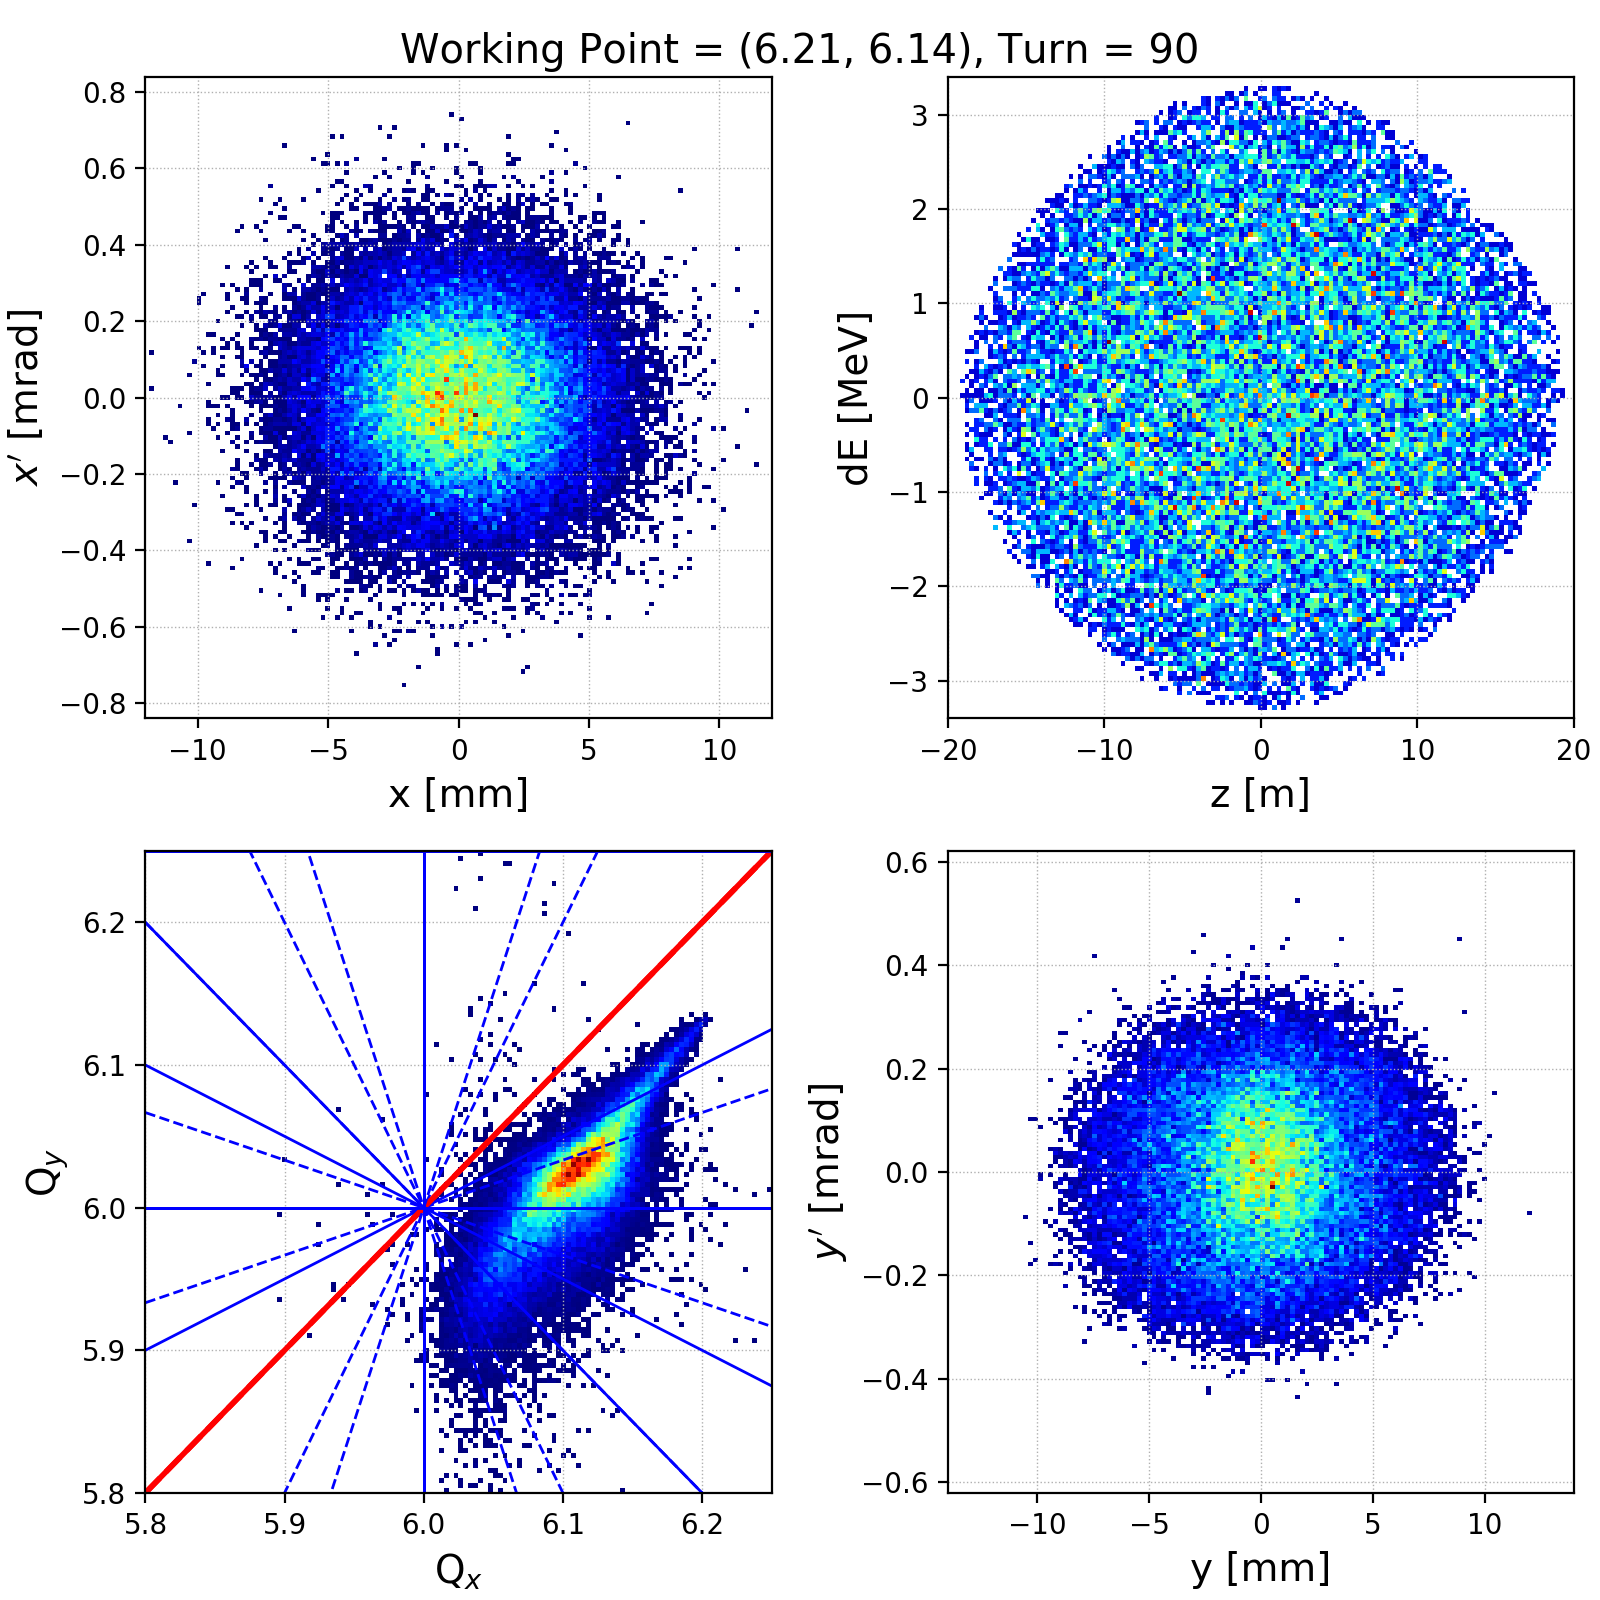 Working Point = (6.21, 6.14), Turn = 90
0.8
0.6
0.4
0.2
0.0
−0.2
−0.4
−0.6
−0.8
x′ [mrad]
−10 −5 0 5 10
x [mm]
3
2
1
0
−1
−2
−3
dE [MeV]
−20 −10 0 10 20
z [m]
6.2
6.1
6.0
5.9
5.8
Qy
5.8 5.9 6.0 6.1 6.2
Qx
0.6
0.4
0.2
0.0
−0.2
−0.4
−0.6
y′ [mrad]
−10 −5 0 5 10
y [mm]